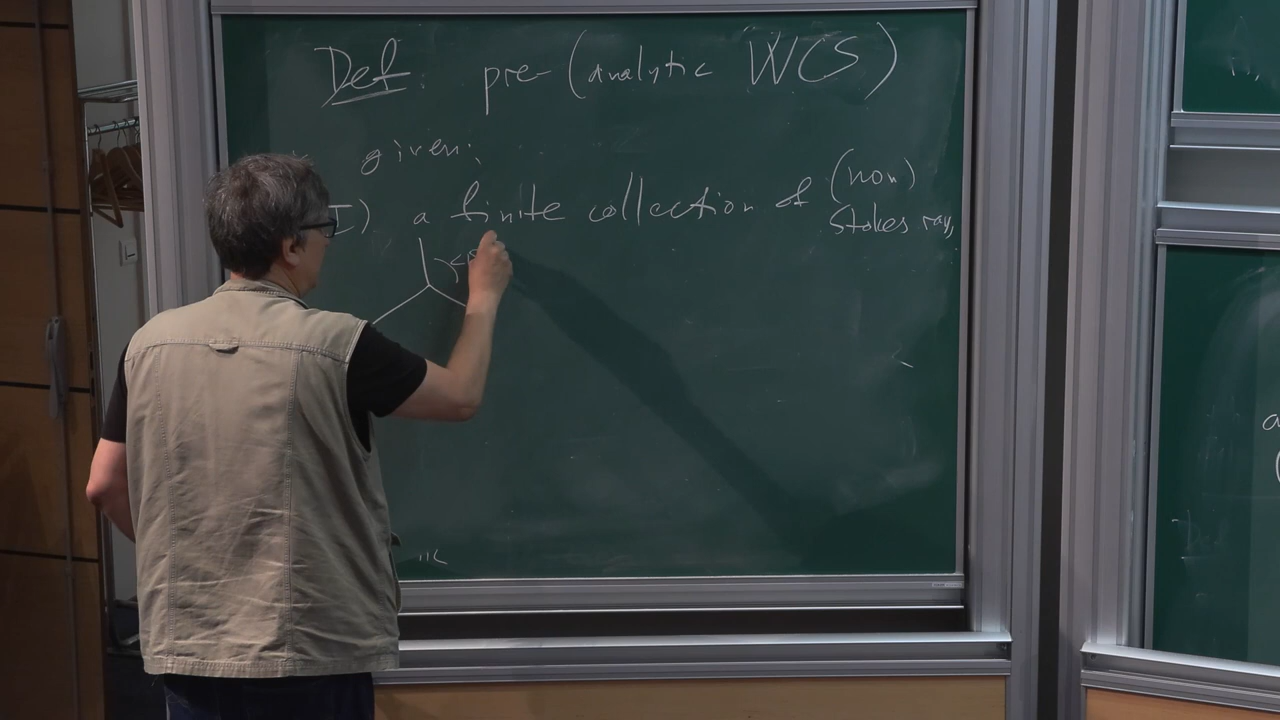 Def: pre-(analytic WCS)
given:
I) a finite collection of (non)
Stokes rays